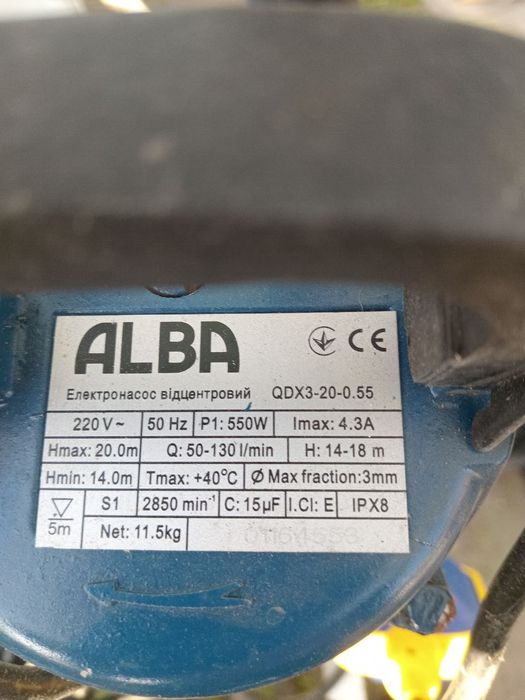 ALBA
CE
Електронасос відцентровий QDX3-20-0.55
220 V~ 50 Hz P1: 550W Imax: 4.3A
Hmax: 20.0m Q: 50-130 l/min H: 14-18 m
Hmin: 14.0m Tmax: +40°C Ø Max fraction:3mm
5m S1 2850 min⁻¹ C: 15µF I.Cl: E IPX8
Net: 11.5kg